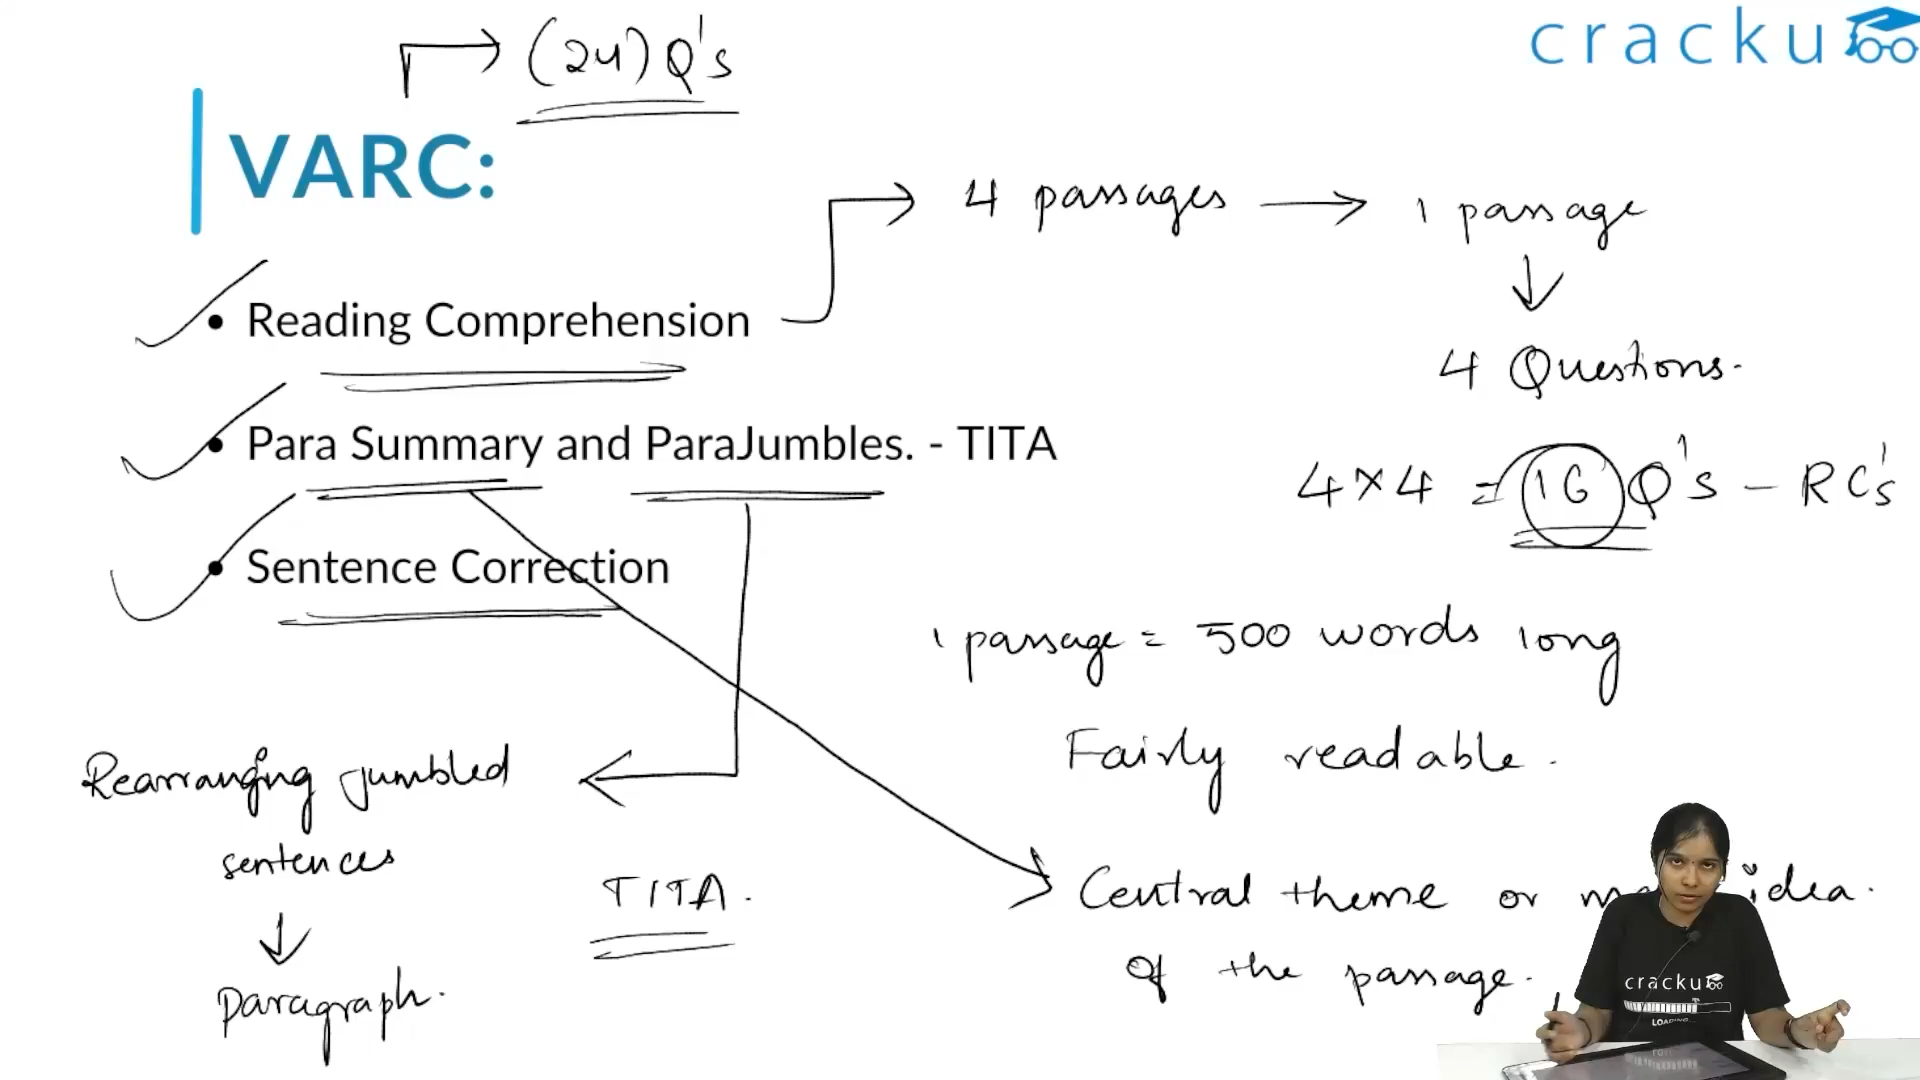 (24) Q's
cracku
VARC:
4 passages → 1 passage
↓
4 Questions.
• Reading Comprehension
• Para Summary and ParaJumbles. - TITA
4 x 4 = 16 Q's - RC's
• Sentence Correction
1 passage = 500 words long
Fairly readable.
Rearranging jumbled
sentences
↓
paragraph.
TITA.
Central theme or idea.
of the passage.
cracku
LOADING